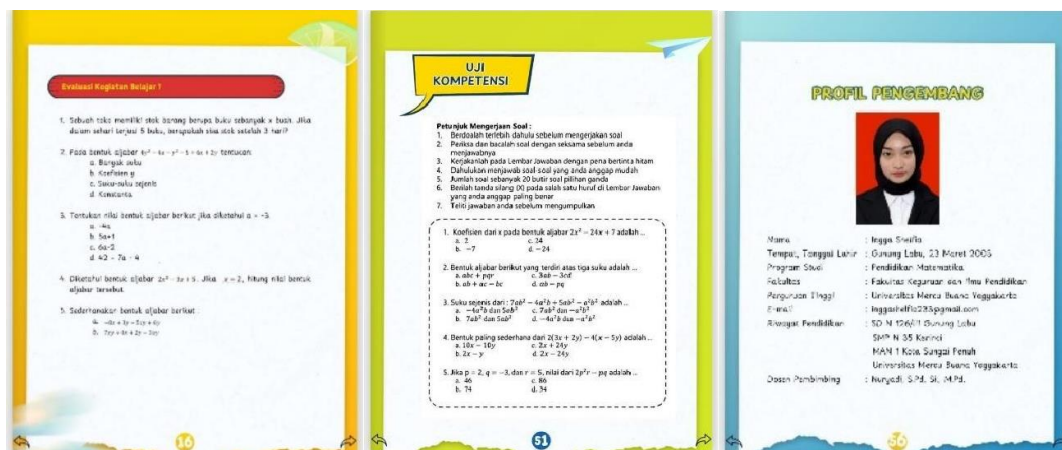 Evaluasi Kegiatan Belajar 1
1. Sebuah toko memiliki stok barang berupa buku sebanyak x buah. Jika
dalam sehari terjual 5 buku, berapakah sisa stok setelah 3 hari?
2. Pada bentuk aljabar tentukan:
a. Banyak suku
b. Koefisien y
c. Suku-suku sejenis
d. Konstanta
3. Tentukan nilai bentuk aljabar berikut jika diketahui a = -3
a. -4a
b. 5a+1
c. 6a-2
d. 42 - 7a - 4
4. Diketahui bentuk aljabar Jika x = 2, hitung nilai bentuk
aljabar tersebut.
5. Sederhanakan bentuk aljabar berikut
16
UJI
KOMPETENSI
Petunjuk Mengerjaan Soal :
1. Berdoalah terlebih dahulu sebelum mengerjakan soal
2. Periksa dan bacalah soal dengan seksama sebelum anda
menjawabnya
3. Kerjakanlah pada Lembar Jawaban dengan pena bertinta hitam
4. Dahulukan menjawab soal-soal yang anda anggap mudah
5. Jumlah soal sebanyak 20 butir soal pilihan ganda
6. Berilah tanda silang (X) pada salah satu huruf di Lembar Jawaban
yang anda anggap paling benar
7. Teliti jawaban anda sebelum mengumpulkan
1. Koefisien dari x pada bentuk aljabar 2x² − 24x + 7 adalah ...
a. 2 c. 24
b. −7 d. −24
2. Bentuk aljabar berikut yang terdiri atas tiga suku adalah ...
a. abc + pqr c. 3ab − 3cd
b. ab + ac − bc d. ab − pq
3. Suku sejenis dari : 7ab² − 4a²b + 5ab² − a²b² adalah ...
a. −4a²b dan 5ab² c. 7ab² dan −a²b²
b. 7ab² dan 5ab² d. −4a²b dan −a²b²
4. Bentuk paling sederhana dari 2(3x + 2y) − 4(x − 5y) adalah ...
a. 10x − 10y c. 2x + 24y
b. 2x − y d. 2x − 24y
5. Jika p = 2, q = −3, dan r = 5, nilai dari 2p²r − pq adalah ...
a. 46 c. 86
b. 74 d. 34
51
PROFIL PENGEMBANG
Nama : Ingga Shelfia
Tempat, Tanggal Lahir : Gunung Labu, 23 Maret 2003
Program Studi : Pendidikan Matematika
Fakultas : Fakultas Keguruan dan Ilmu Pendidikan
Perguruan Tinggi : Universitas Mercu Buana Yogyakarta
E-mail :
Riwayat Pendidikan : SD N Gunung Labu
SMP N 35 Kerinci
MAN 1 Kota Sungai Penuh
Universitas Mercu Buana Yogyakarta
Dosen Pembimbing : Nuryadi, S.Pd. Si., M.Pd.
56